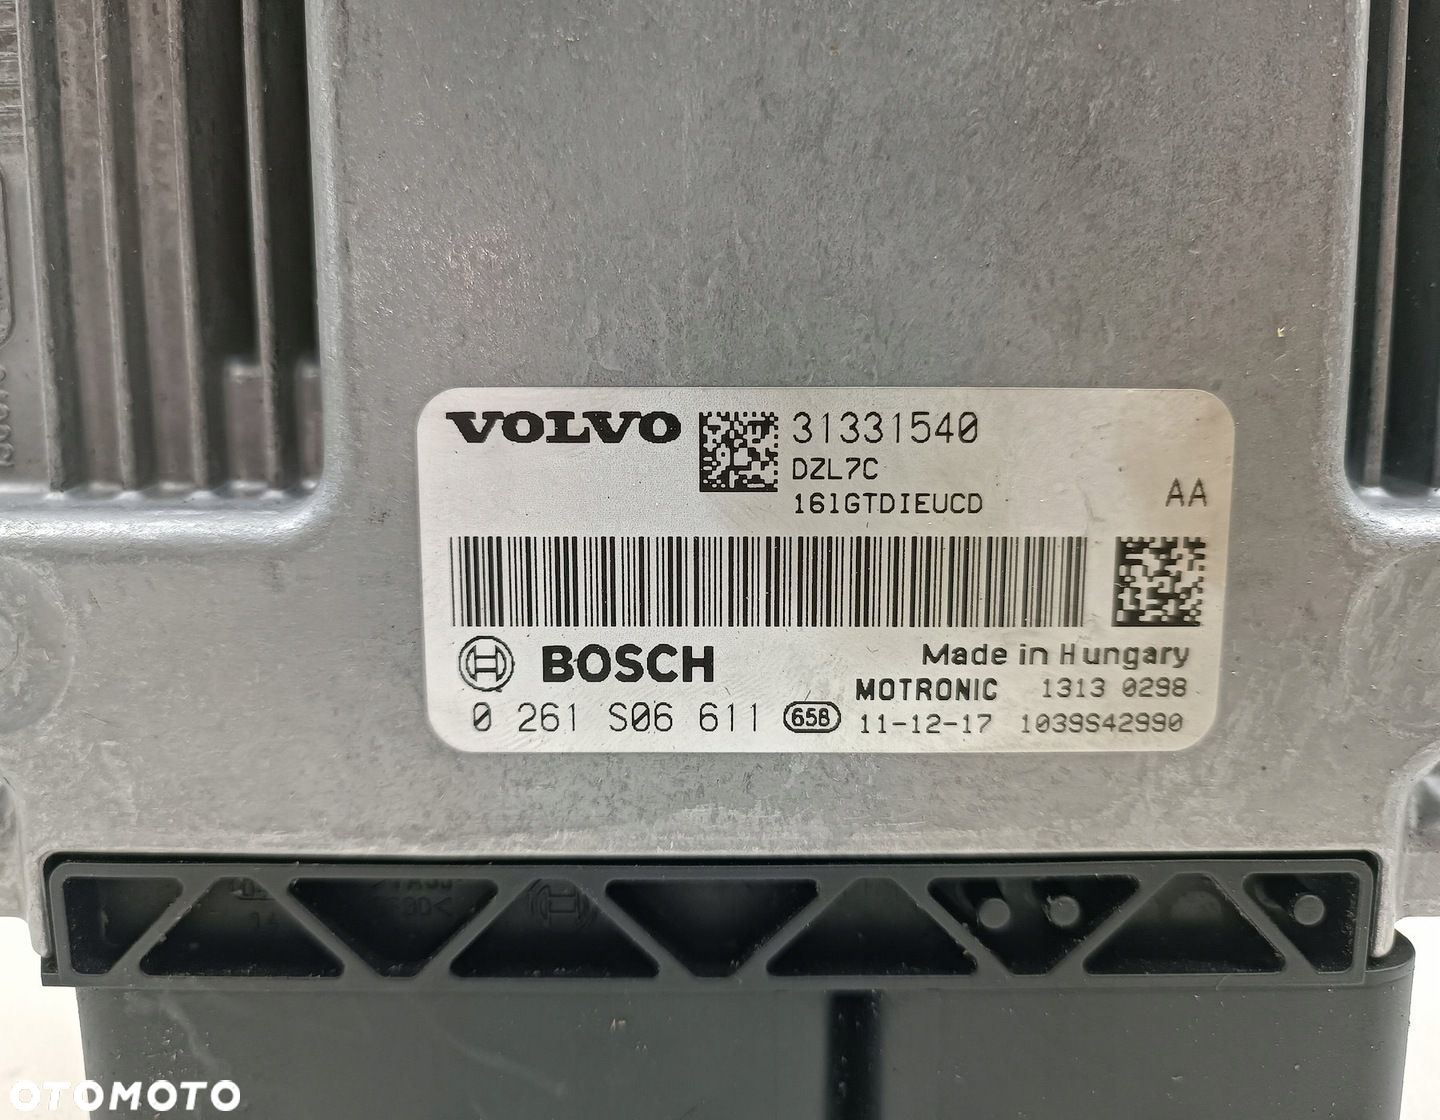 VOLVO 31331540
DZL7C
161GTDIEUCD AA
BOSCH Made in Hungary
MOTRONIC 1313 0298
0 261 S06 611 658 11-12-17 1039S42990
OTOMOTO